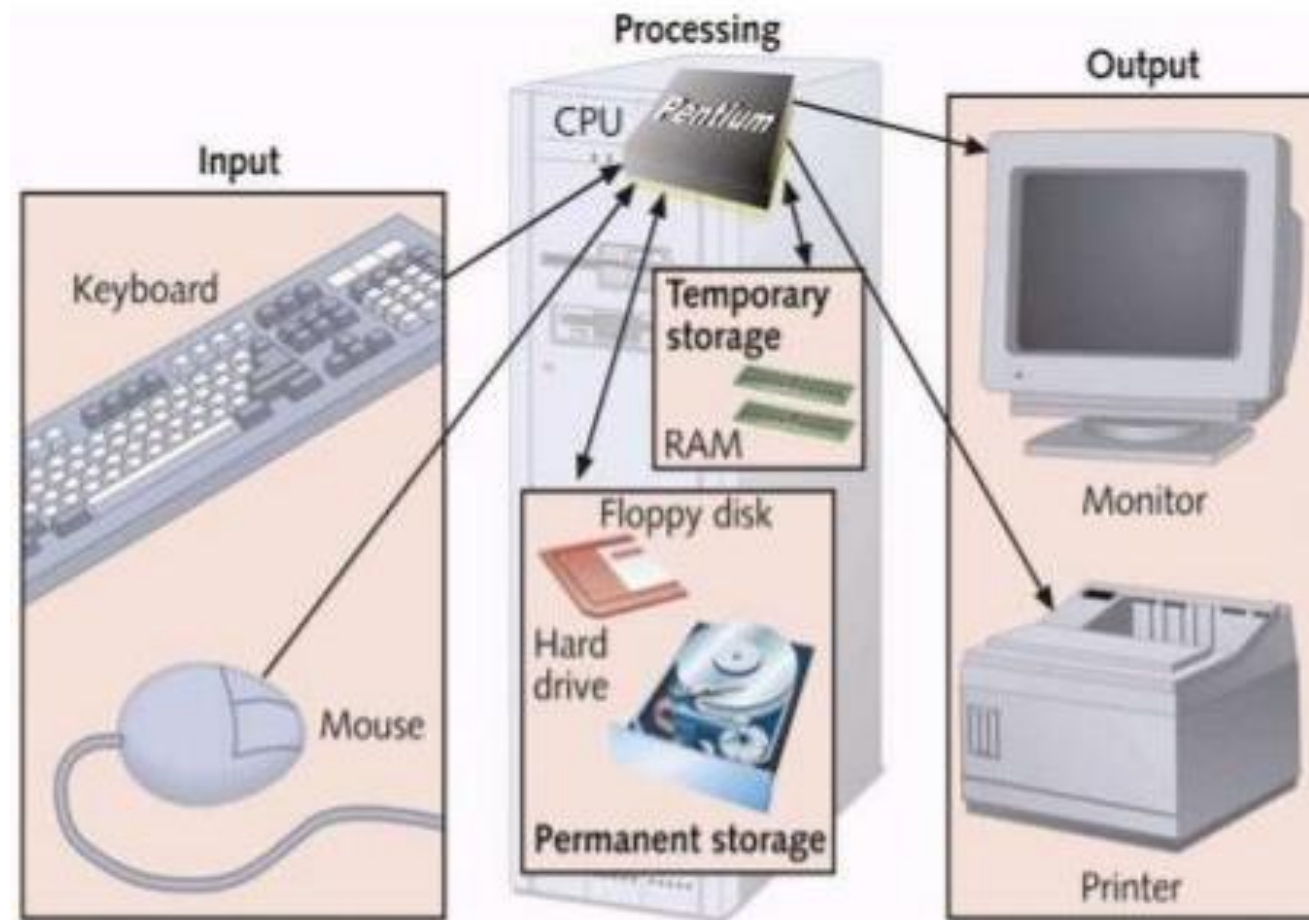 Processing
Output
CPU
Pentium
Input
Keyboard
Temporary
storage
RAM
Floppy disk
Monitor
Hard
drive
Mouse
Permanent storage
Printer